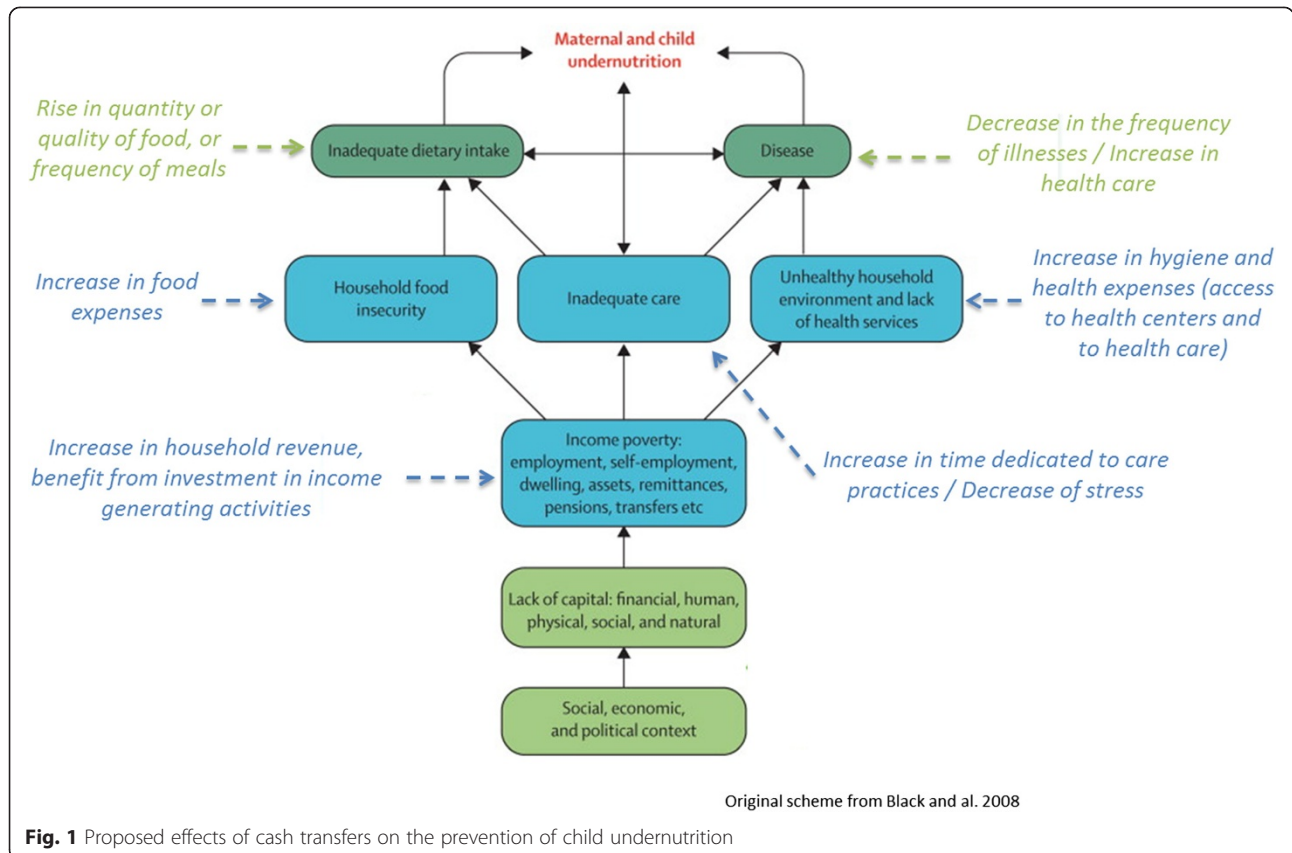 Maternal and child
undernutrition
Rise in quantity or
quality of food, or
frequency of meals
Inadequate dietary intake
Disease
Decrease in the frequency
of illnesses / Increase in
health care
Increase in food
expenses
Household food
insecurity
Inadequate care
Unhealthy household
environment and lack
of health services
Increase in hygiene and
health expenses (access
to health centers and
to health care)
Increase in household revenue,
benefit from investment in income
generating activities
Income poverty:
employment, self-employment,
dwelling, assets, remittances,
pensions, transfers etc
Increase in time dedicated to care
practices / Decrease of stress
Lack of capital: financial, human,
physical, social, and natural
Social, economic,
and political context
Original scheme from Black and al. 2008
Fig. 1 Proposed effects of cash transfers on the prevention of child undernutrition